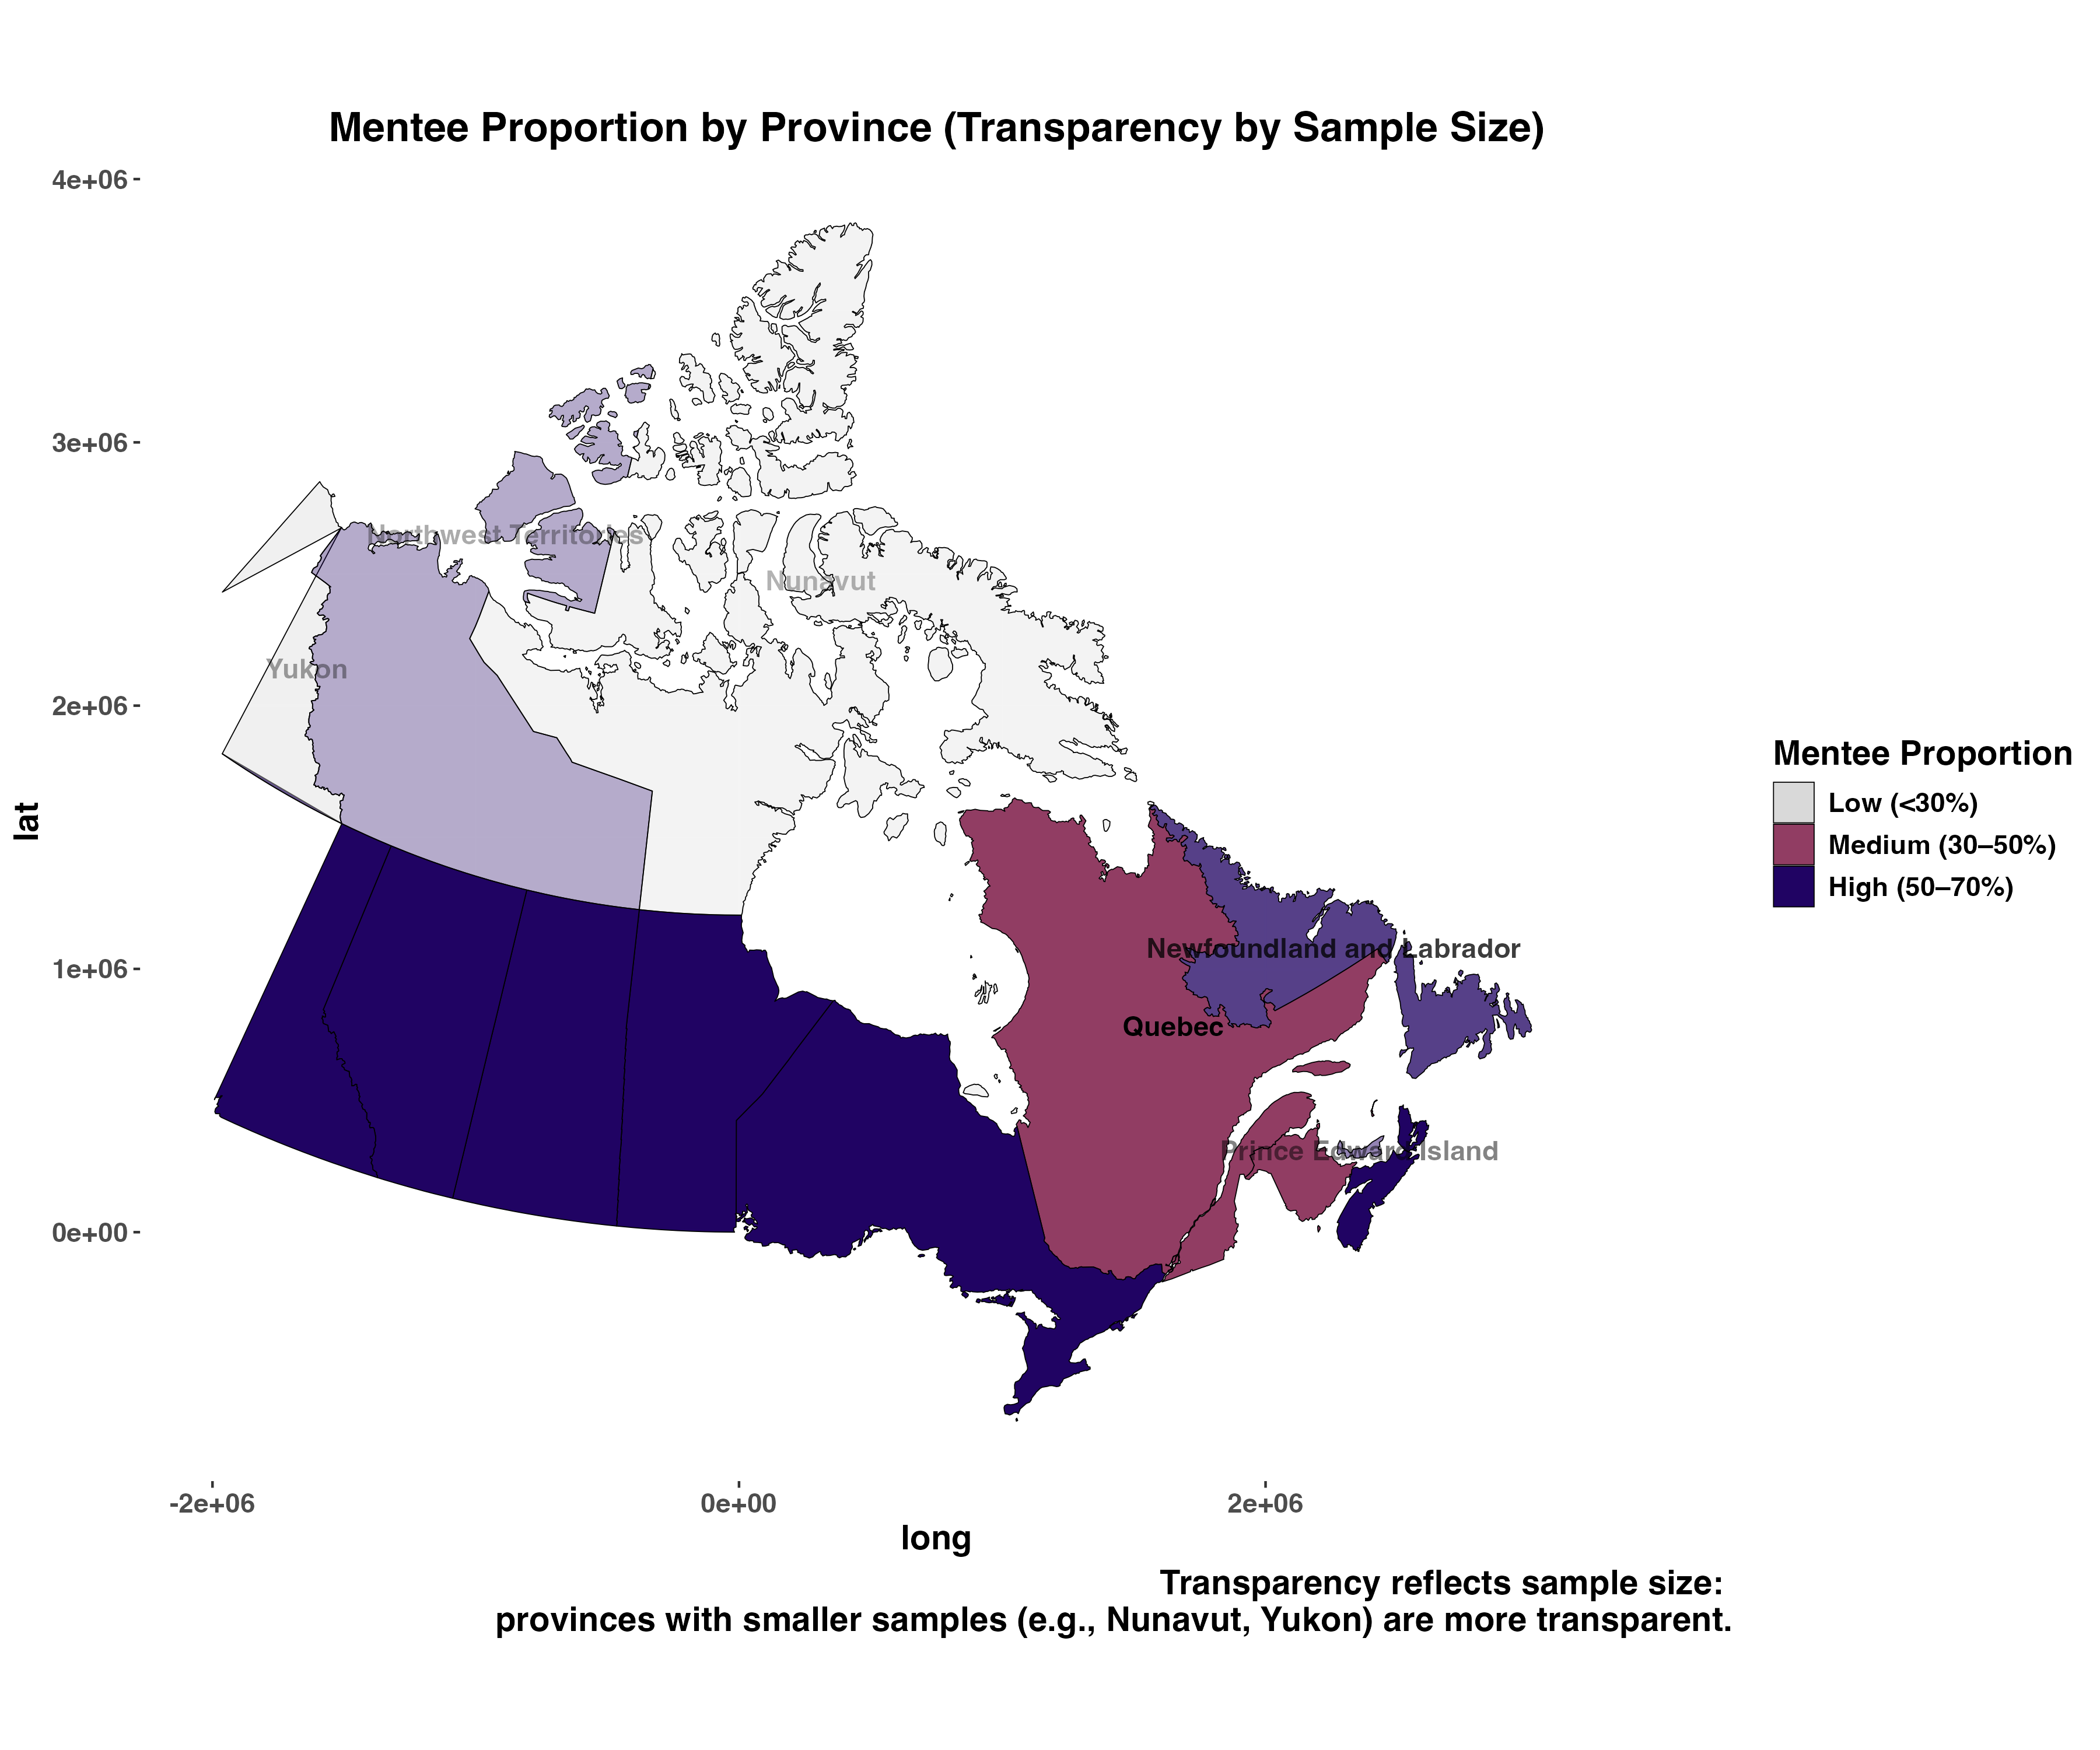 Mentee Proportion by Province (Transparency by Sample Size)
4e+06
3e+06
2e+06
1e+06
0e+00
lat
Northwest Territories
Nunavut
Yukon
Newfoundland and Labrador
Quebec
Prince Edward Island
Mentee Proportion
Low (<30%)
Medium (30–50%)
High (50–70%)
-2e+06
0e+00
2e+06
long
Transparency reflects sample size:
provinces with smaller samples (e.g., Nunavut, Yukon) are more transparent.